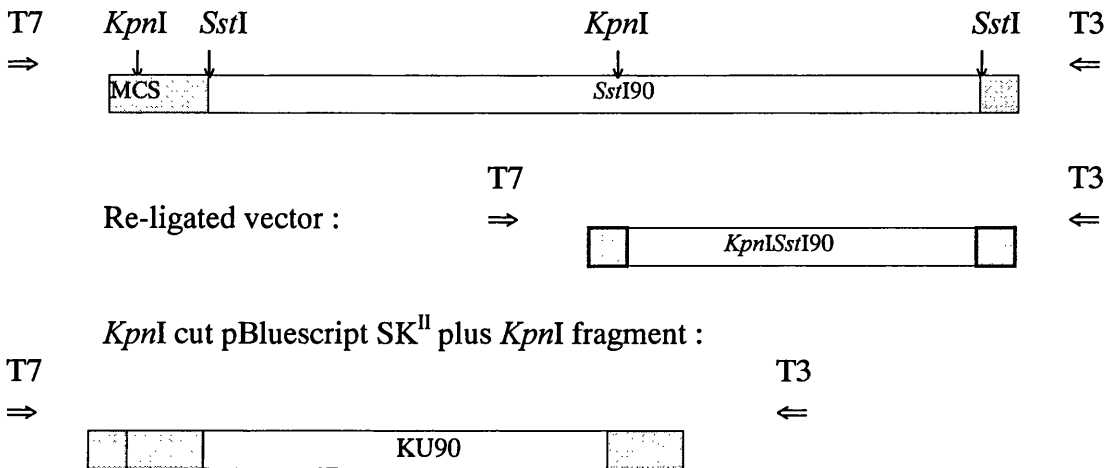 T7 KpnI SstI KpnI SstI T3
⇒ ⇐
MCS SstI90
T7 T3
Re-ligated vector : ⇒ ⇐
KpnISstI90
KpnI cut pBluescript SK^II plus KpnI fragment :
T7 T3
⇒ ⇐
KU90